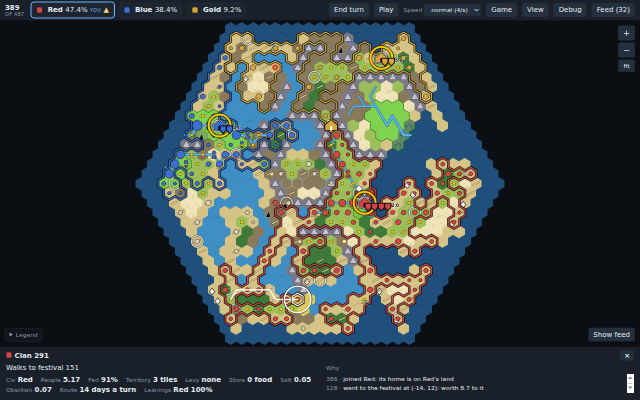 389
OF 487
Red 47.4% YOU
Blue 38.4%
Gold 9.2%
End turn
Play
Speed
normal (4/s)
Game
View
Debug
Feed (32)
+
−
fit
Legend
Show feed
Clan 291
×
Walks to festival 151
Civ Red People 5.17 Fed 91% Territory 3 tiles Levy none Store 0 food Salt 0.05
Obsidian 0.07 Route 14 days a turn Leanings Red 100%
Why
386 · joined Red; its home is on Red's land
128 · went to the festival at (-14, 12): worth 8.7 to it